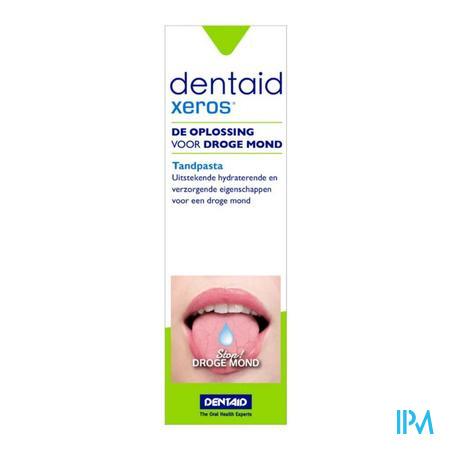 dentaid
xeros®
DE OPLOSSING
VOOR DROGE MOND
Tandpasta
Uitstekende hydraterende en
verzorgende eigenschappen
voor een droge mond
Stop!
DROGE MOND
DENTAID
The Oral Health Experts
IPM